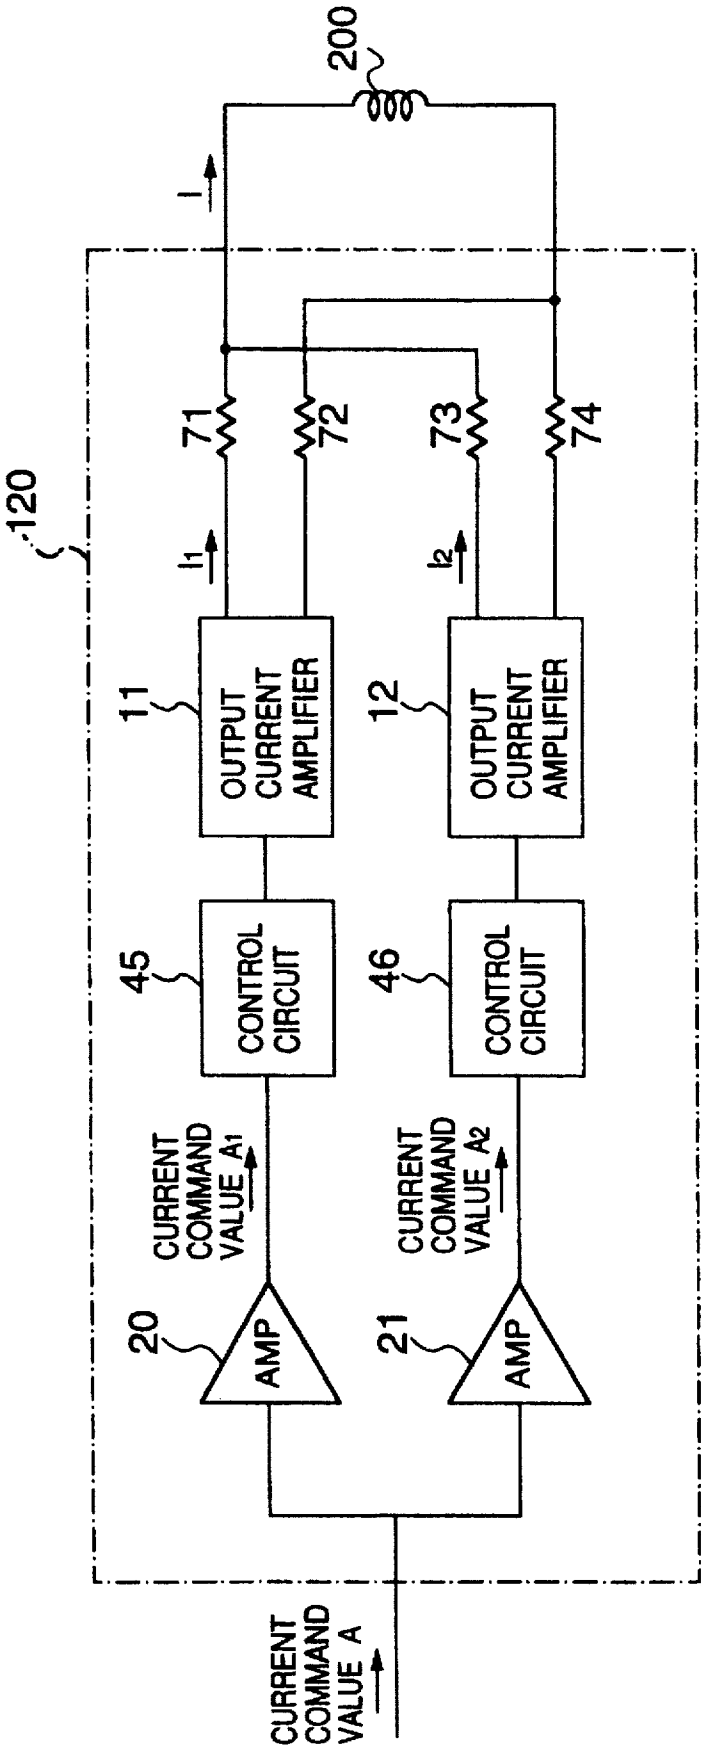 120
CURRENT
COMMAND
VALUE A
20
AMP
CURRENT
COMMAND
VALUE A1
45
CONTROL
CIRCUIT
11
OUTPUT
CURRENT
AMPLIFIER
I1
71
72
I
200
21
AMP
CURRENT
COMMAND
VALUE A2
46
CONTROL
CIRCUIT
12
OUTPUT
CURRENT
AMPLIFIER
I2
73
74